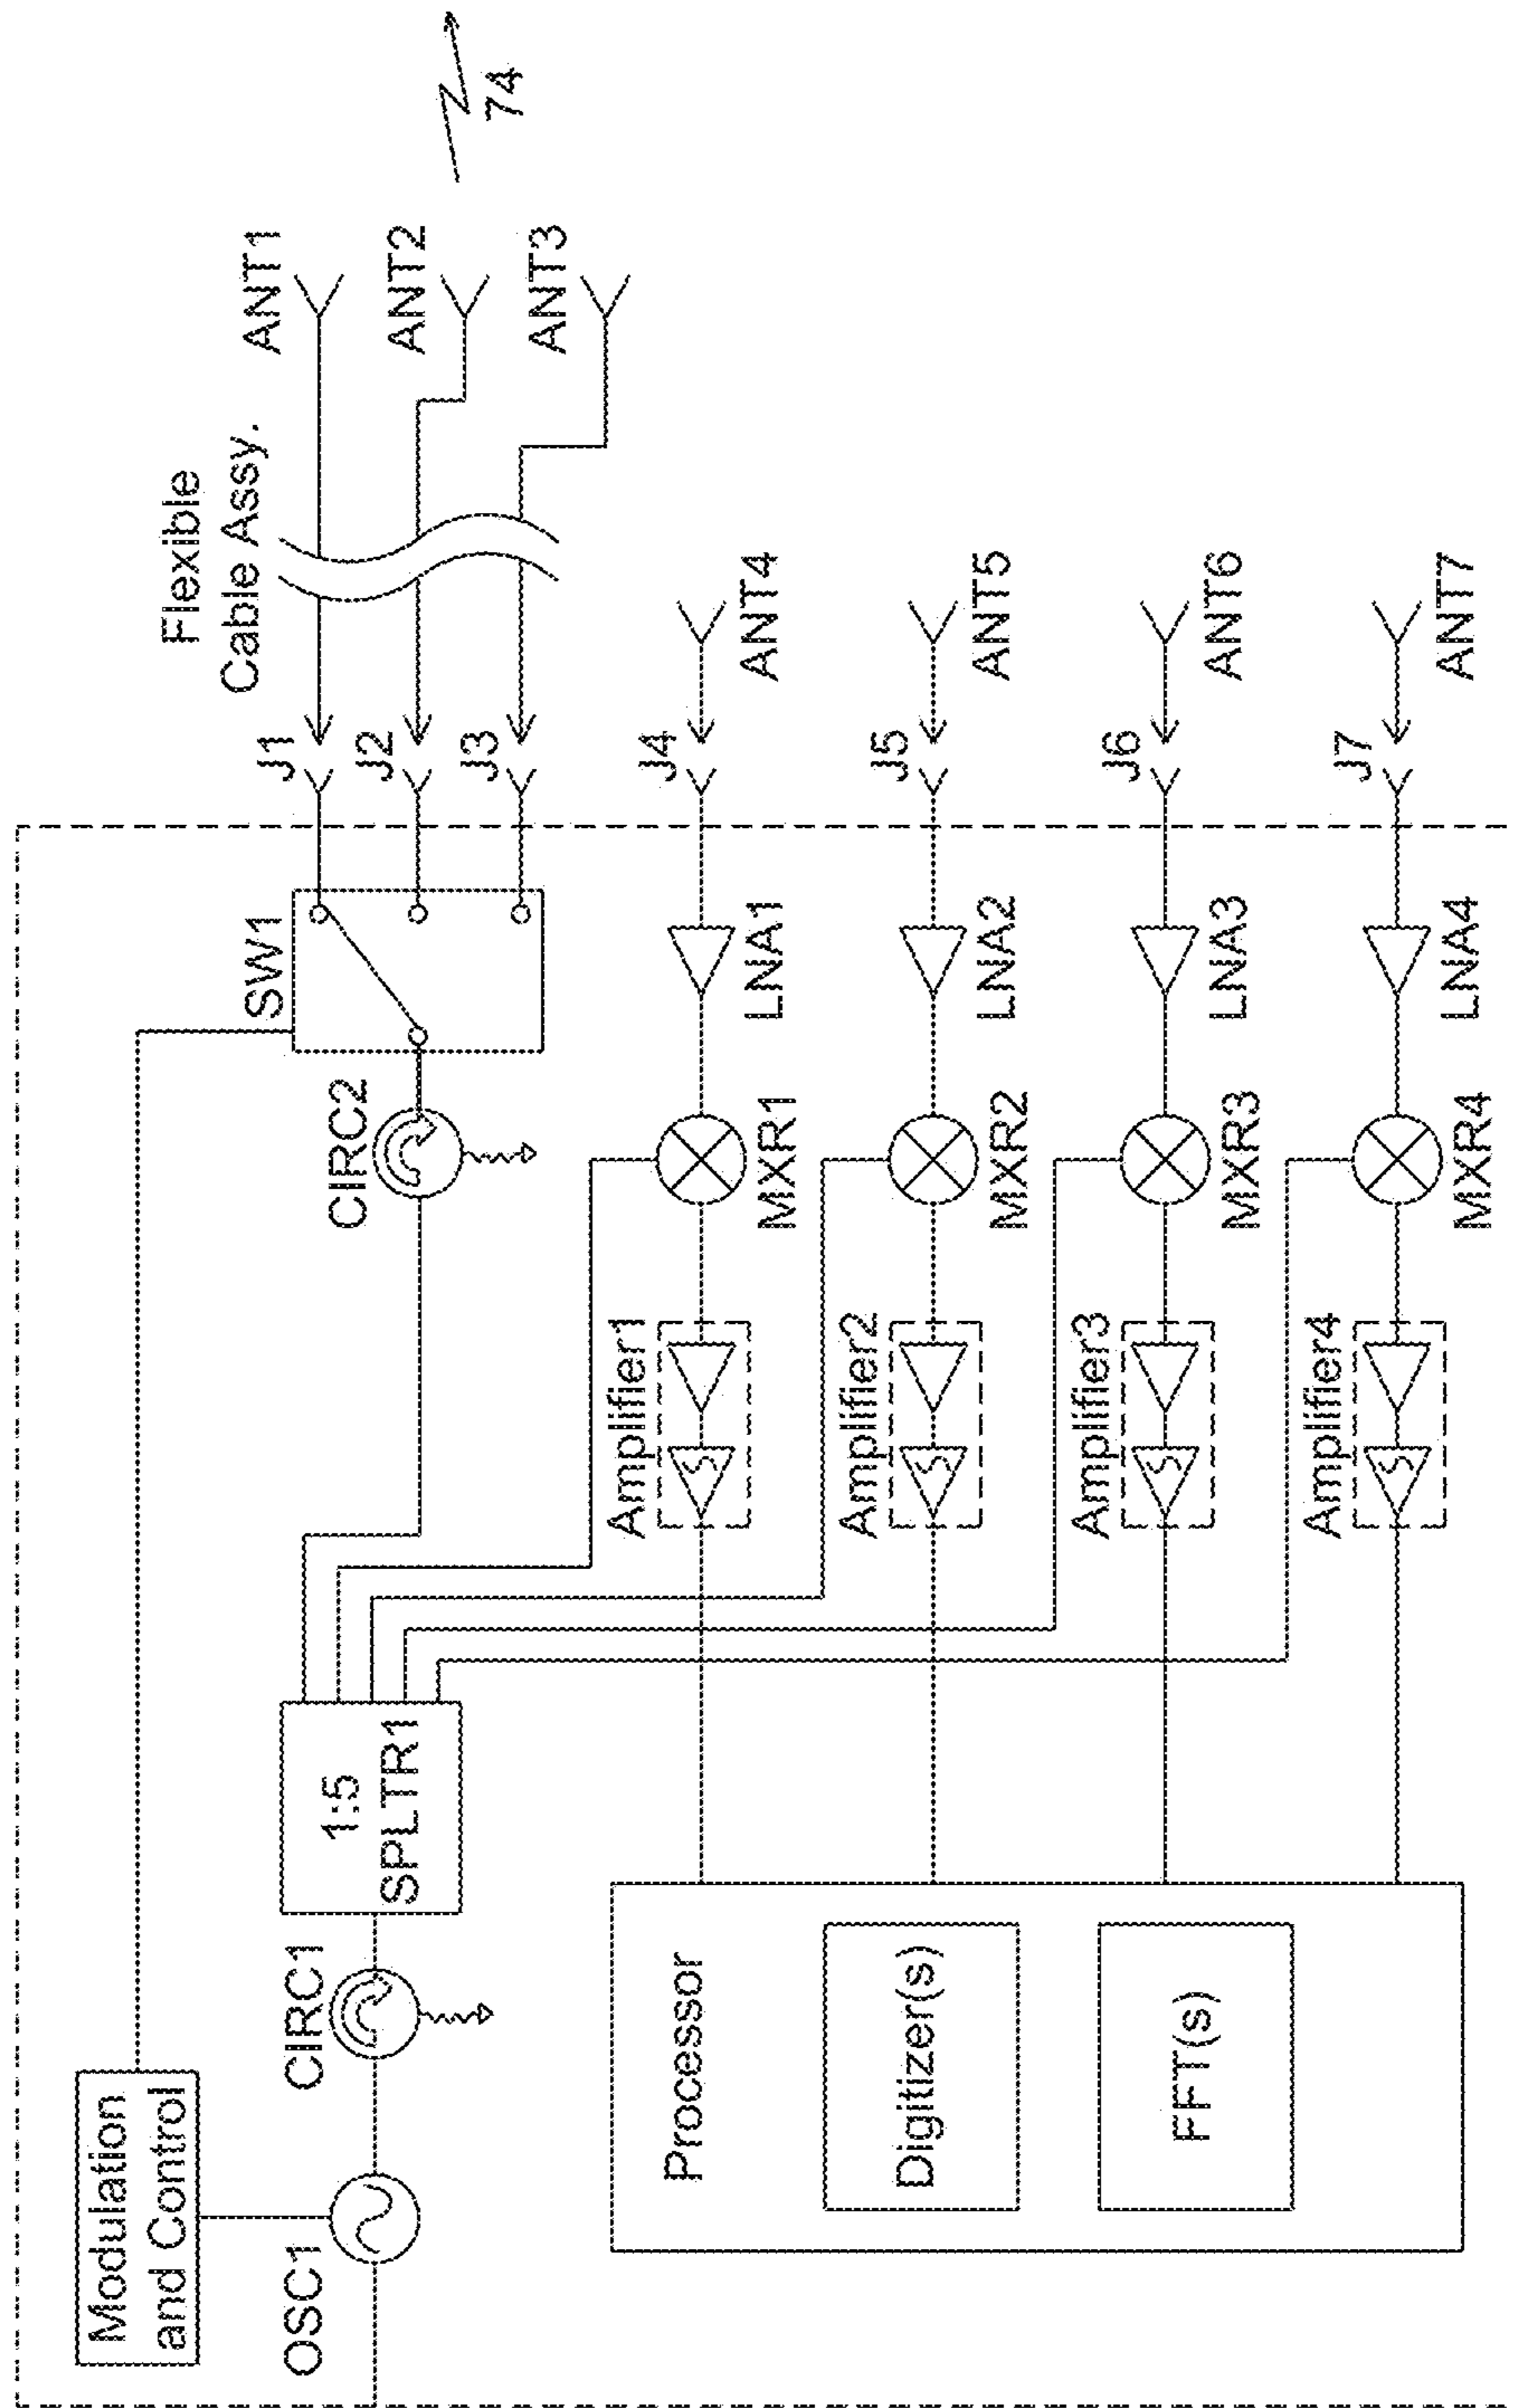 Modulation
and Control
OSC1
CIRC1
1:5
SPLTR1
CIRC2
SW1
J1
J2
J3
Flexible
Cable Assy.
ANT1
ANT2
ANT3
74
Processor
Digitizer(s)
FFT(s)
Amplifier1
MXR1
LNA1
J4
ANT4
Amplifier2
MXR2
LNA2
J5
ANT5
Amplifier3
MXR3
LNA3
J6
ANT6
Amplifier4
MXR4
LNA4
J7
ANT7